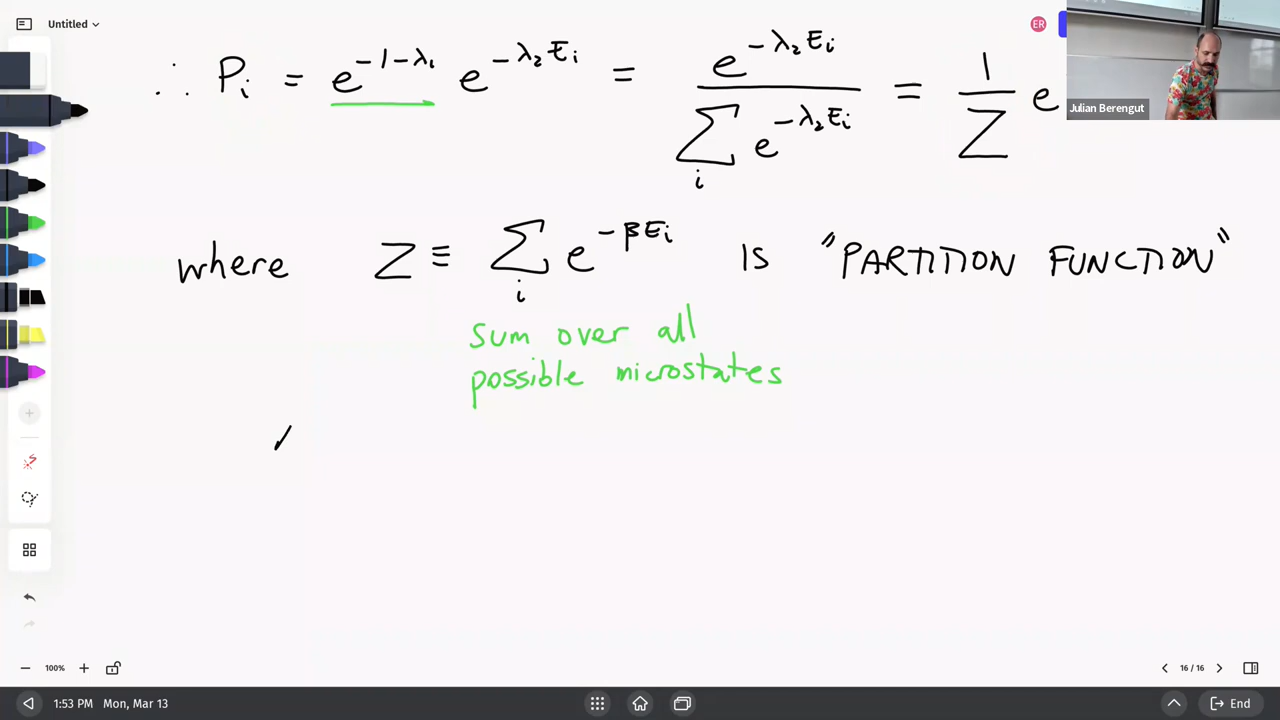 Untitled
ER
∴ Pᵢ = e^{-1-λ₁} e^{-λ₂Eᵢ} = e^{-λ₂Eᵢ} / Σᵢ e^{-λ₂Eᵢ} = 1/Z e
Julian Berengut
where Z ≡ Σᵢ e^{-βEᵢ} IS "PARTITION FUNCTION"
sum over all
possible microstates
100%
16 / 16
1:53 PM Mon, Mar 13
End